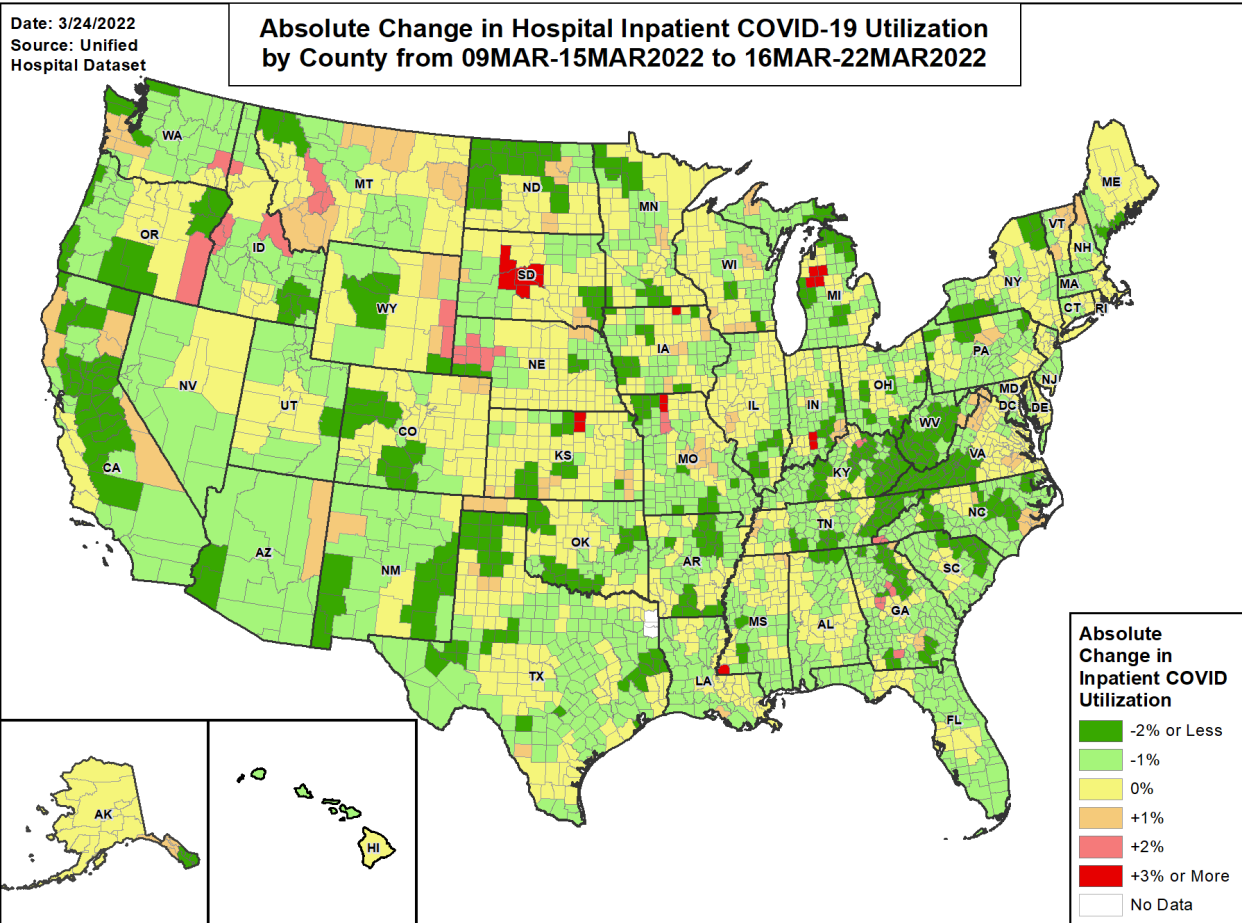 Date: 3/24/2022
Source: Unified
Hospital Dataset
Absolute Change in Hospital Inpatient COVID-19 Utilization
by County from 09MAR-15MAR2022 to 16MAR-22MAR2022
WA
MT
ND
MN
ME
OR
ID
SD
WI
MI
VT
NH
NY
MA
CT
RI
WY
IA
PA
NJ
NV
UT
NE
IL
IN
OH
MD
DC
DE
CO
WV
CA
KS
MO
KY
VA
AZ
NM
OK
AR
TN
NC
SC
TX
MS
AL
GA
LA
FL
AK
HI
Absolute
Change in
Inpatient COVID
Utilization
-2% or Less
-1%
0%
+1%
+2%
+3% or More
No Data